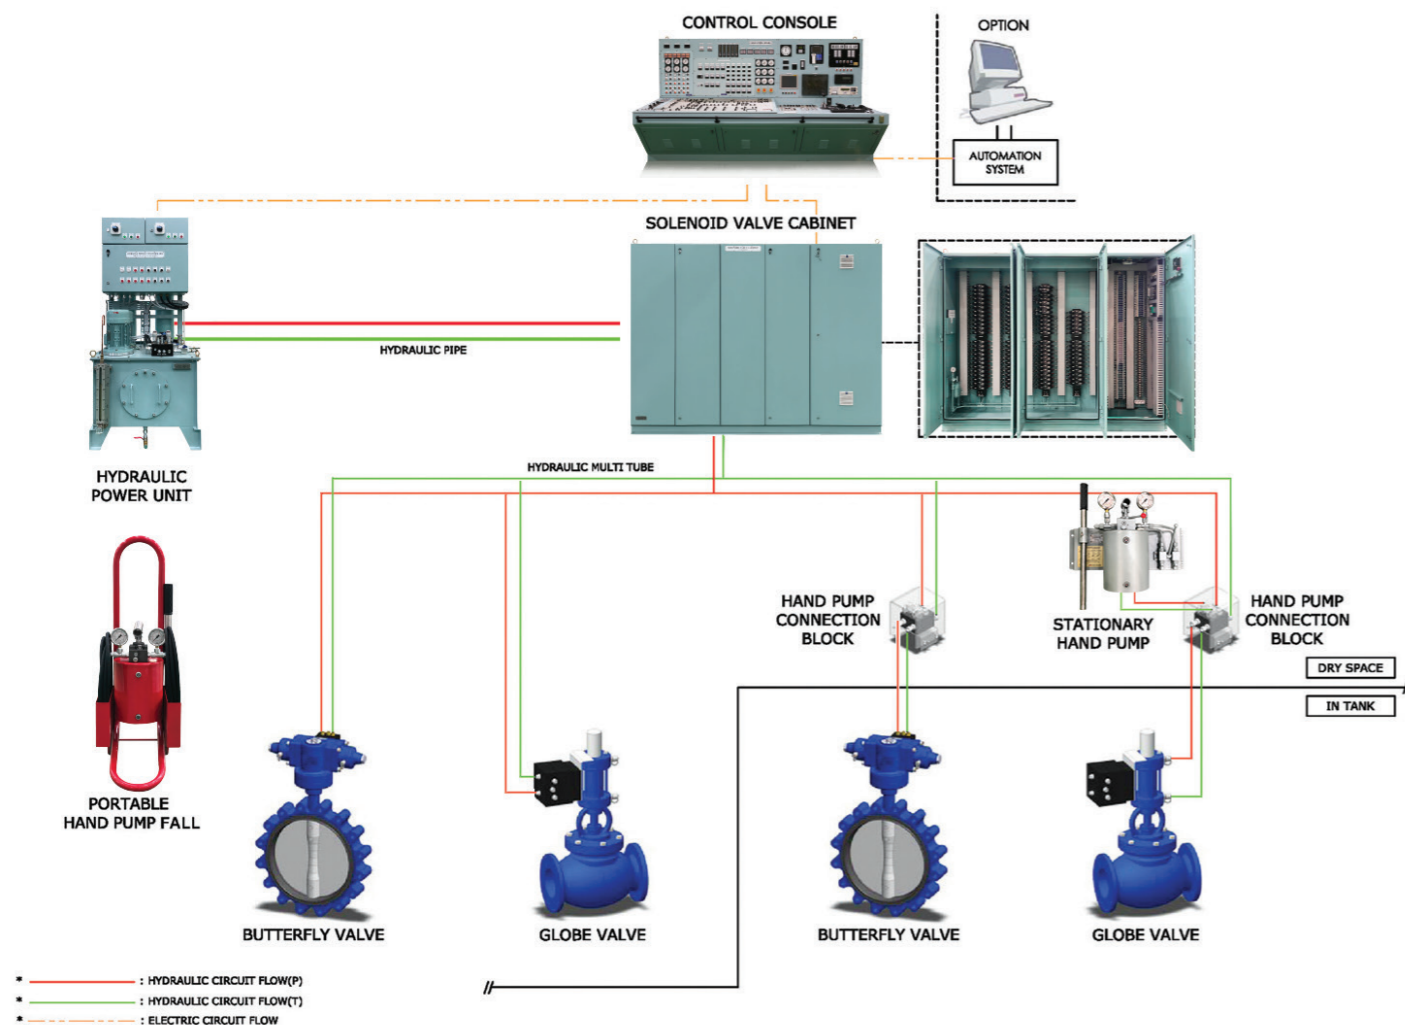 CONTROL CONSOLE
OPTION
AUTOMATION
SYSTEM
SOLENOID VALVE CABINET
HYDRAULIC PIPE
HYDRAULIC
POWER UNIT
HYDRAULIC MULTI TUBE
HAND PUMP
CONNECTION
BLOCK
STATIONARY
HAND PUMP
HAND PUMP
CONNECTION
BLOCK
DRY SPACE
IN TANK
PORTABLE
HAND PUMP FALL
BUTTERFLY VALVE
GLOBE VALVE
BUTTERFLY VALVE
GLOBE VALVE
* : HYDRAULIC CIRCUIT FLOW(P)
* : HYDRAULIC CIRCUIT FLOW(T)
* : ELECTRIC CIRCUIT FLOW